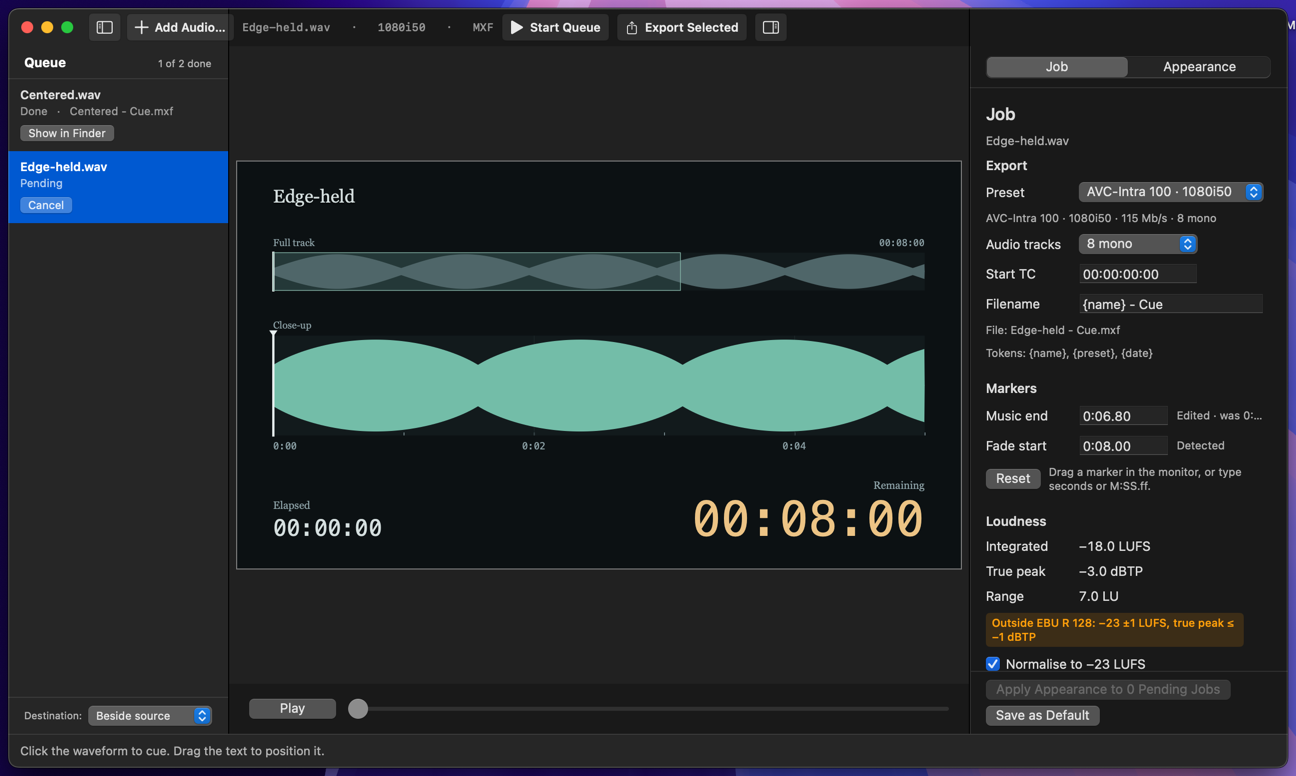 Add Audio...
Edge-held.wav · 1080i50 · MXF
Start Queue
Export Selected
Queue
1 of 2 done
Centered.wav
Done · Centered - Cue.mxf
Show in Finder
Edge-held.wav
Pending
Cancel
Destination: Beside source
Edge-held
Full track
00:08:00
Close-up
0:00
0:02
0:04
Elapsed
00:00:00
Remaining
00:08:00
Play
Job
Appearance
Job
Edge-held.wav
Export
Preset AVC-Intra 100 · 1080i50
AVC-Intra 100 · 1080i50 · 115 Mb/s · 8 mono
Audio tracks 8 mono
Start TC 00:00:00:00
Filename {name} - Cue
File: Edge-held - Cue.mxf
Tokens: {name}, {preset}, {date}
Markers
Music end 0:06.80 Edited · was 0:...
Fade start 0:08.00 Detected
Reset
Drag a marker in the monitor, or type
seconds or M:SS.ff.
Loudness
Integrated −18.0 LUFS
True peak −3.0 dBTP
Range 7.0 LU
Outside EBU R 128: −23 ±1 LUFS, true peak ≤
−1 dBTP
Normalise to −23 LUFS
Apply Appearance to 0 Pending Jobs
Save as Default
Click the waveform to cue. Drag the text to position it.